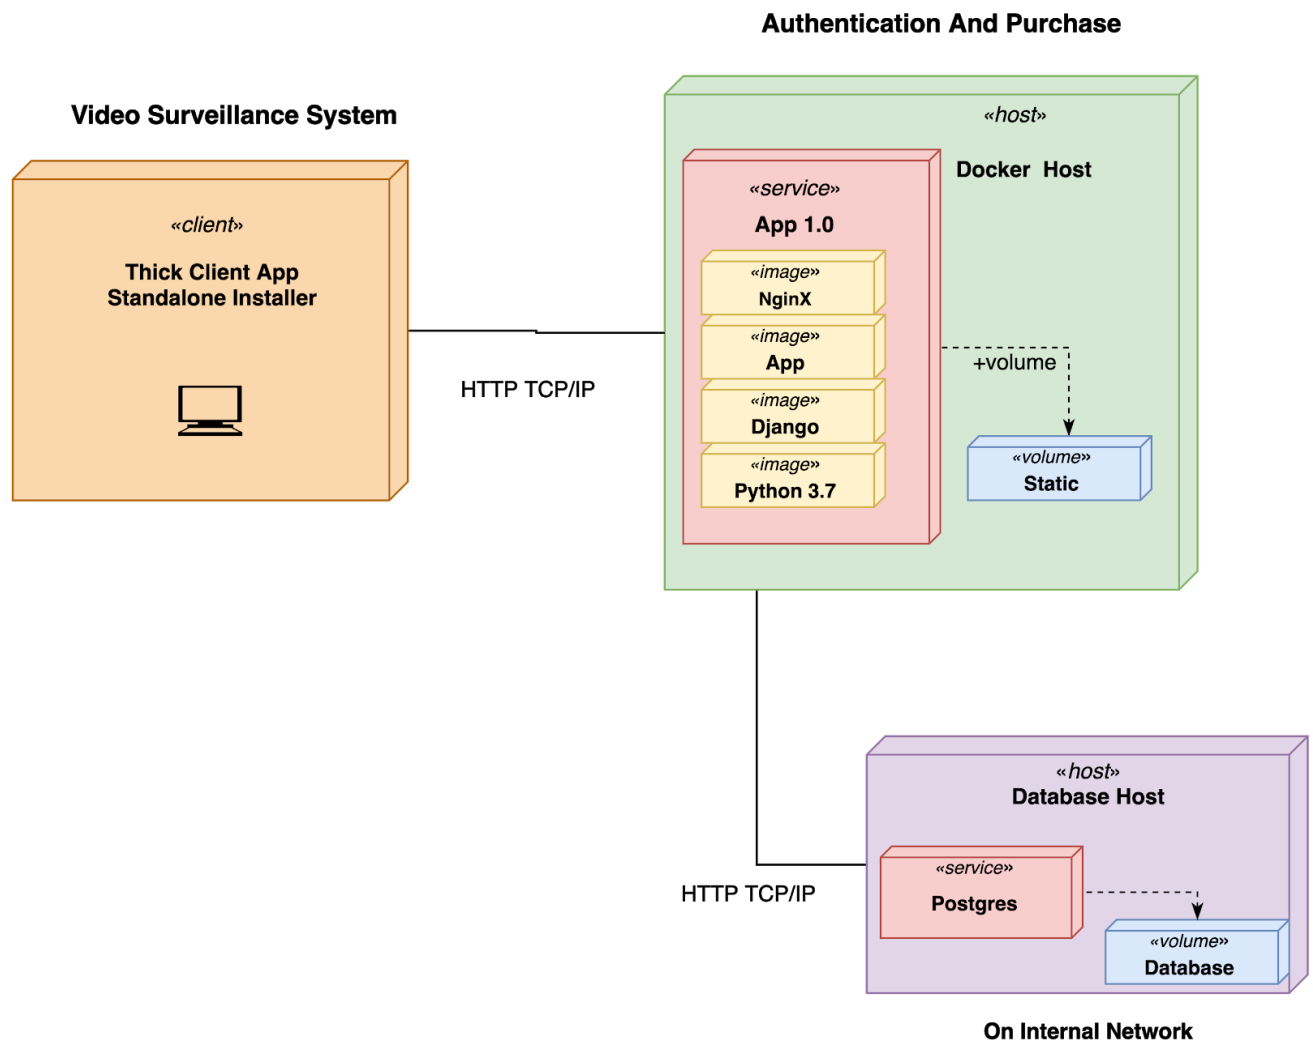 Authentication And Purchase
Video Surveillance System
«client»
Thick Client App
Standalone Installer
HTTP TCP/IP
«host»
Docker Host
«service»
App 1.0
«image»
NginX
«image»
App
«image»
Django
«image»
Python 3.7
+volume
«volume»
Static
HTTP TCP/IP
«host»
Database Host
«service»
Postgres
«volume»
Database
On Internal Network